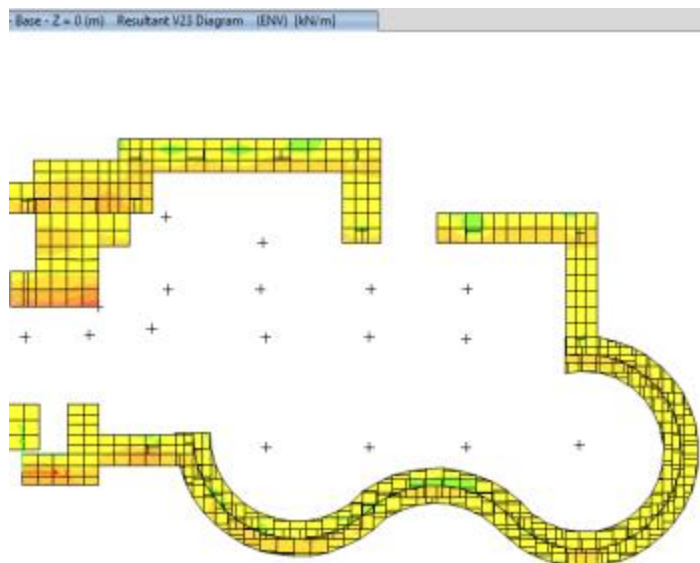 - Base - Z = 0 (m) Resultant V23 Diagram (ENV) [kN/m]